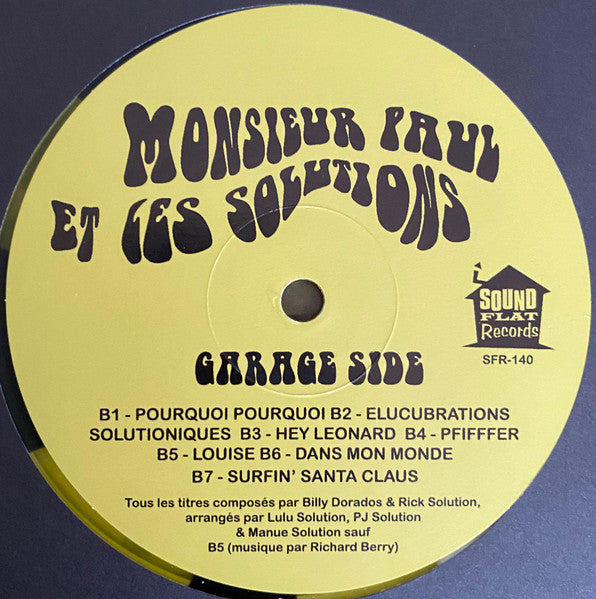 MONSIEUR PAUL
ET LES SOLUTIONS
SOUND
FLAT
Records
SFR-140
GARAGE SIDE
B1 - POURQUOI POURQUOI B2 - ELUCUBRATIONS
SOLUTIONIQUES B3 - HEY LEONARD B4 - PFIFFFER
B5 - LOUISE B6 - DANS MON MONDE
B7 - SURFIN' SANTA CLAUS
Tous les titres composés par Billy Dorados & Rick Solution,
arrangés par Lulu Solution, PJ Solution
& Manue Solution sauf
B5 (musique par Richard Berry)